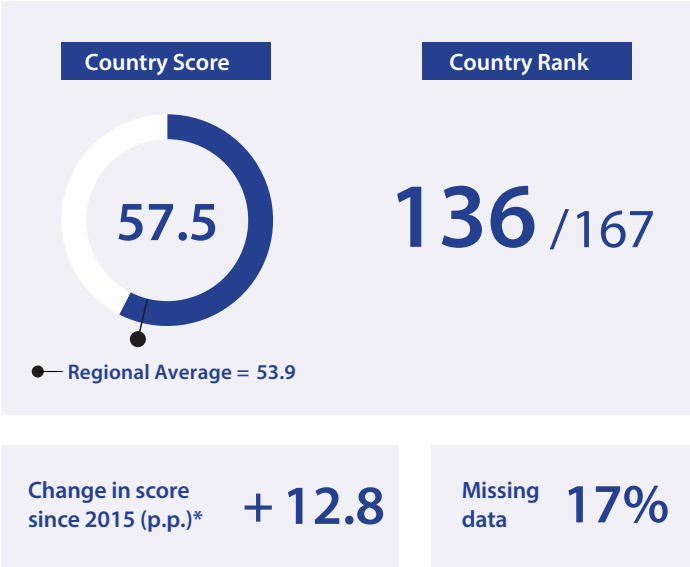 Country Score
Country Rank
57.5
136 /167
Regional Average = 53.9
Change in score
since 2015 (p.p.)*
+ 12.8
Missing
data
17%